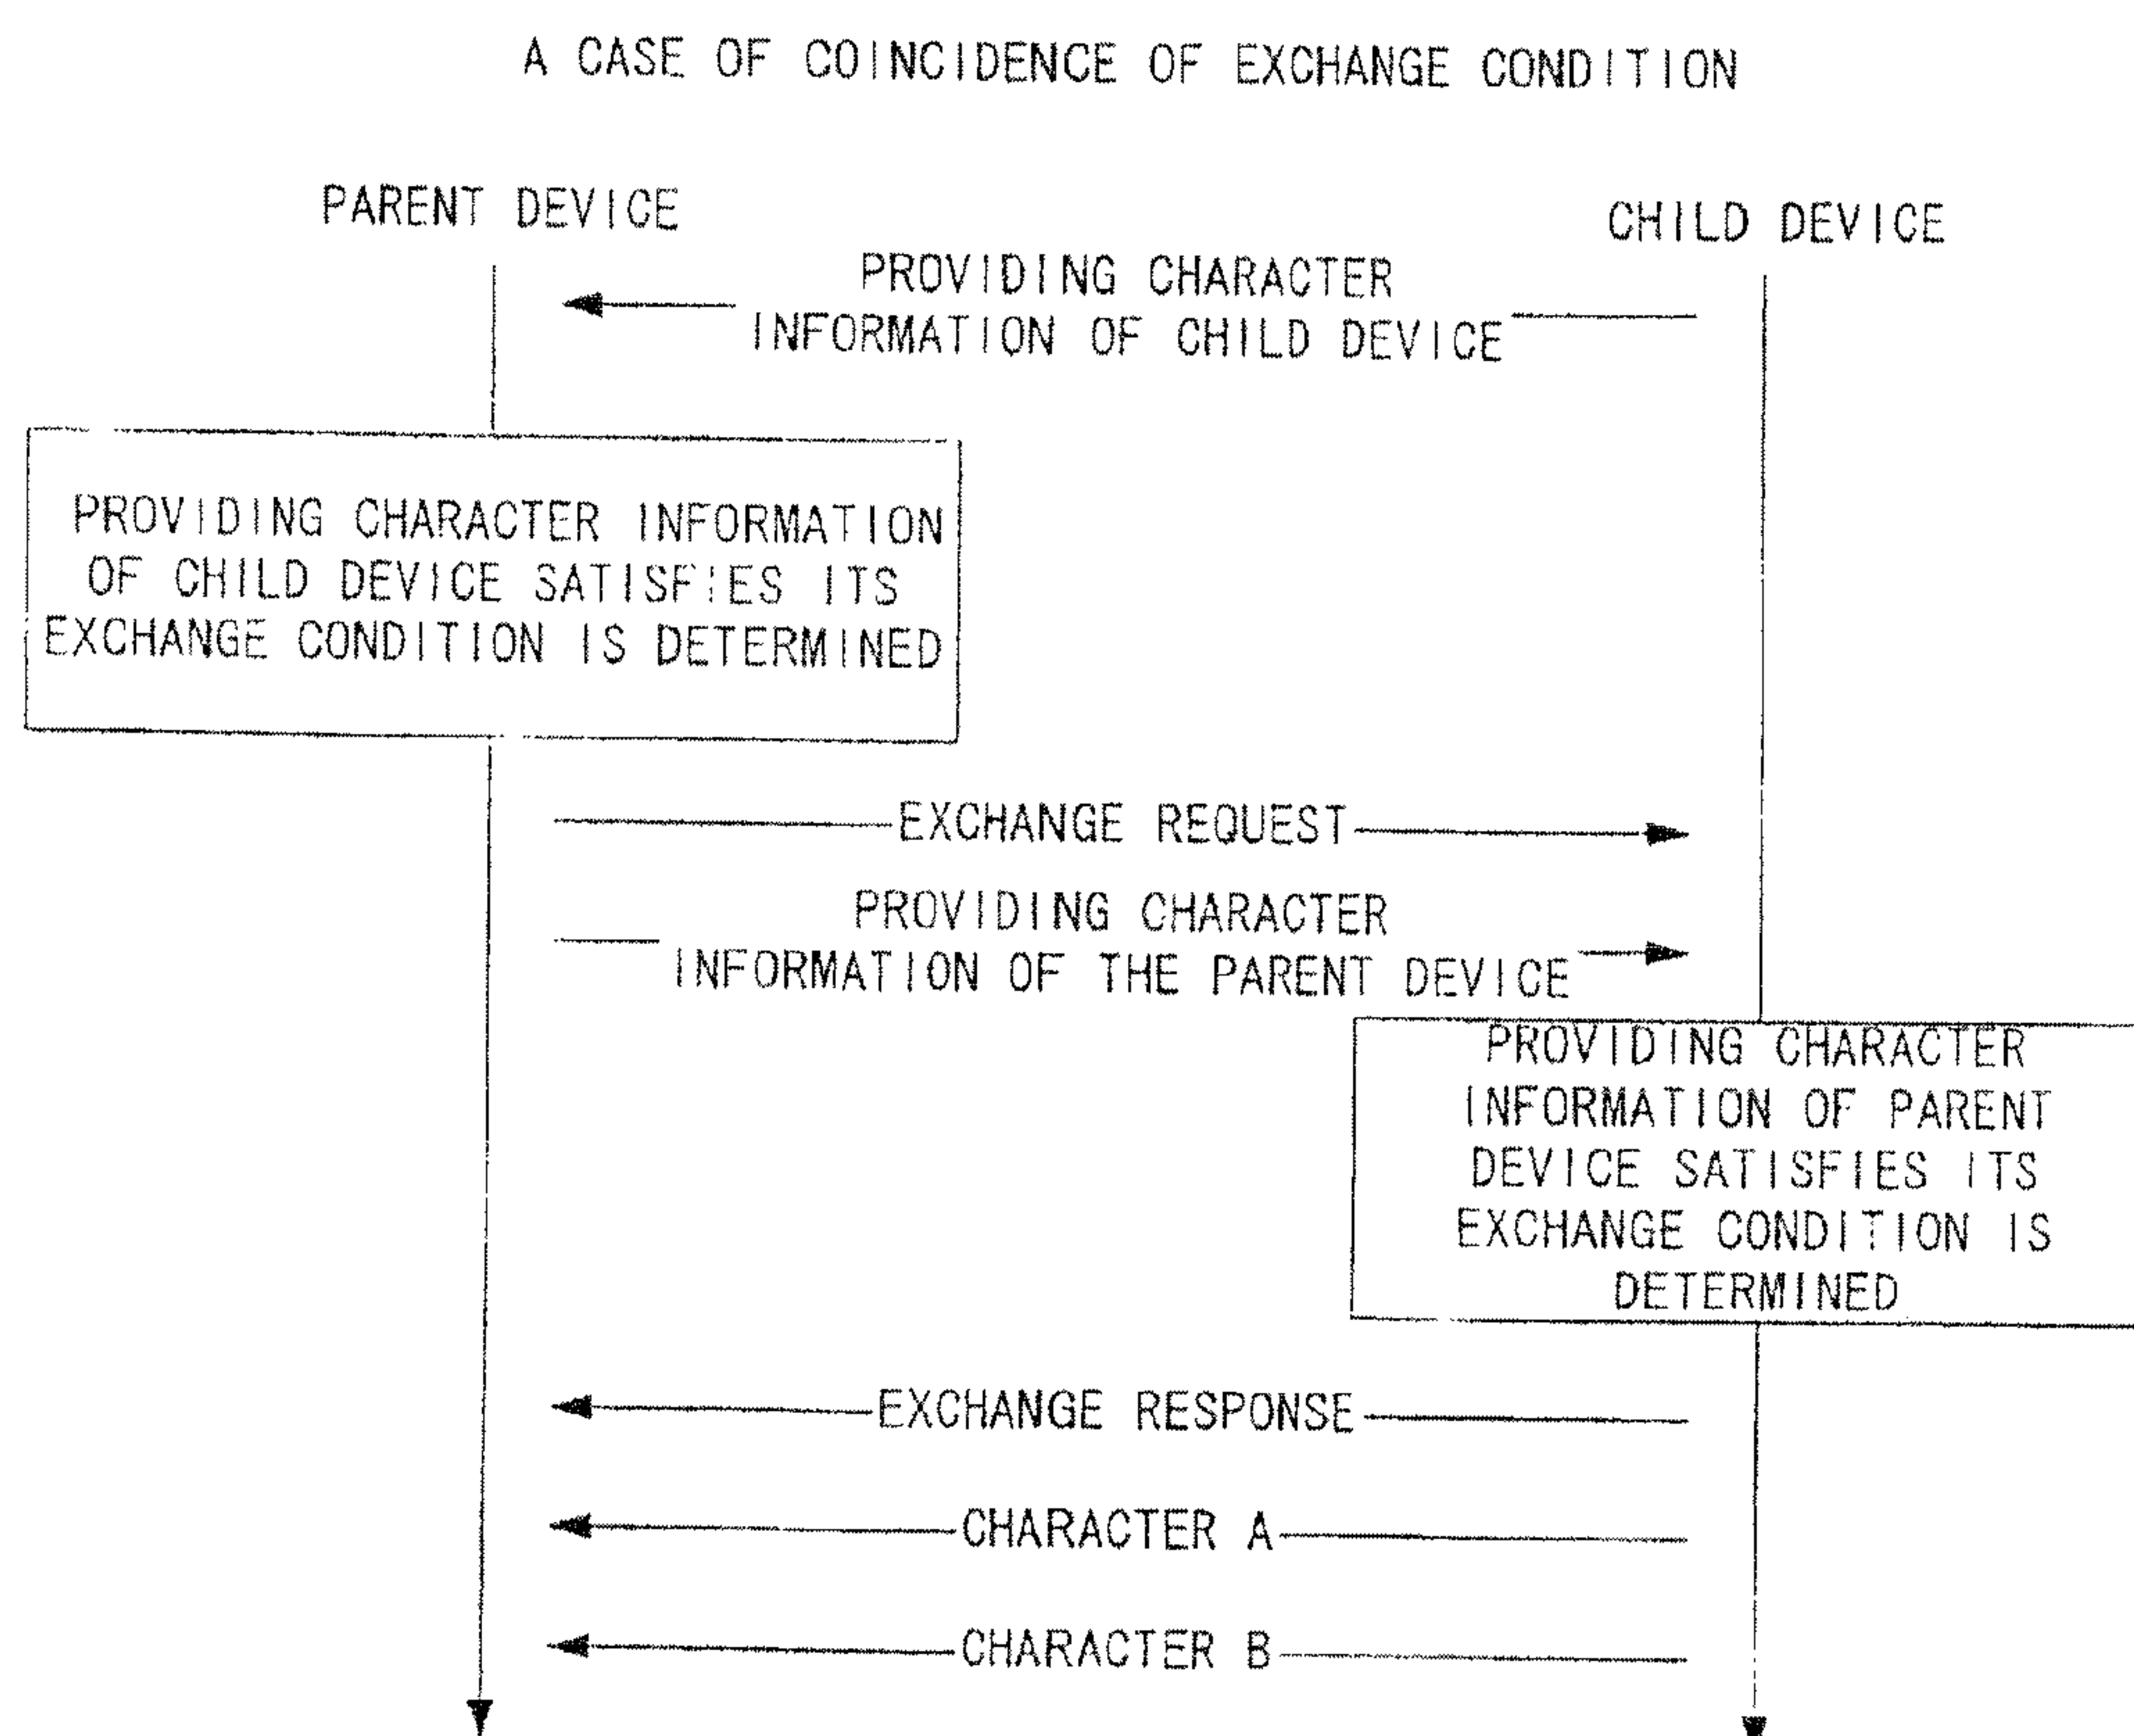 A CASE OF COINCIDENCE OF EXCHANGE CONDITION
PARENT DEVICE
CHILD DEVICE
PROVIDING CHARACTER
INFORMATION OF CHILD DEVICE
PROVIDING CHARACTER INFORMATION
OF CHILD DEVICE SATISFIES ITS
EXCHANGE CONDITION IS DETERMINED
EXCHANGE REQUEST
PROVIDING CHARACTER
INFORMATION OF THE PARENT DEVICE
PROVIDING CHARACTER
INFORMATION OF PARENT
DEVICE SATISFIES ITS
EXCHANGE CONDITION IS
DETERMINED
EXCHANGE RESPONSE
CHARACTER A
CHARACTER B